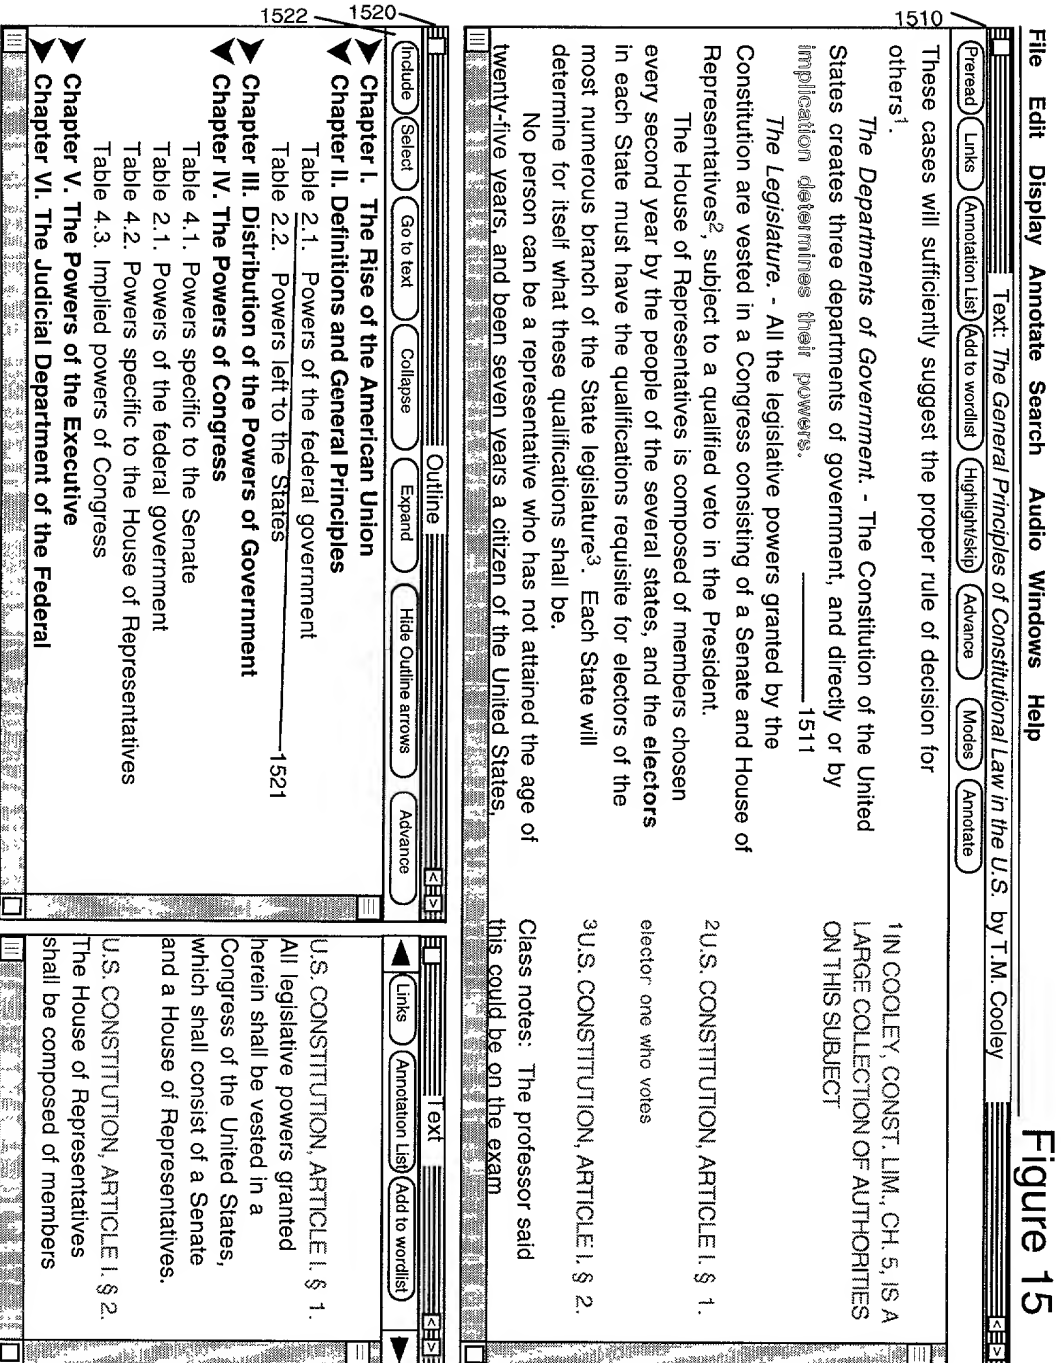 Figure 15
File Edit Display Annotate Search Audio Windows Help
1510
Text: The General Principles of Constitutional Law in the U.S. by T.M. Cooley
Preread Links Annotation List Add to wordlist Highlight/skip Advance Modes Annotate
These cases will sufficiently suggest the proper rule of decision for
others1.
The Departments of Government. - The Constitution of the United
States creates three departments of government, and directly or by
implication determines their powers.
1511
The Legislature. - All the legislative powers granted by the
Constitution are vested in a Congress consisting of a Senate and House of
Representatives2, subject to a qualified veto in the President.
The House of Representatives is composed of members chosen
every second year by the people of the several states, and the electors
in each State must have the qualifications requisite for electors of the
most numerous branch of the State legislature3. Each State will
determine for itself what these qualifications shall be.
No person can be a representative who has not attained the age of
twenty-five years, and been seven years a citizen of the United States,
1 IN COOLEY, CONST. LIM., CH. 5, IS A
LARGE COLLECTION OF AUTHORITIES
ON THIS SUBJECT
2 U.S. CONSTITUTION, ARTICLE I. § 1.
elector: one who votes
3 U.S. CONSTITUTION, ARTICLE I. § 2.
Class notes: The professor said
this could be on the exam
1520
1522
Outline
Include Select Go to text Collapse Expand Hide Outline arrows Advance
Chapter I. The Rise of the American Union
Chapter II. Definitions and General Principles
Table 2.1. Powers of the federal government
Table 2.2. Powers left to the States
1521
Chapter III. Distribution of the Powers of Government
Chapter IV. The Powers of Congress
Table 4.1. Powers specific to the Senate
Table 2.1. Powers of the federal government
Table 4.2. Powers specific to the House of Representatives
Table 4.3. Implied powers of Congress
Chapter V. The Powers of the Executive
Chapter VI. The Judicial Department of the Federal
Text
Links Annotation List Add to wordlist
U.S. CONSTITUTION, ARTICLE I. § 1.
All legislative powers granted
herein shall be vested in a
Congress of the United States,
which shall consist of a Senate
and a House of Representatives.
U.S. CONSTITUTION, ARTICLE I. § 2.
The House of Representatives
shall be composed of members